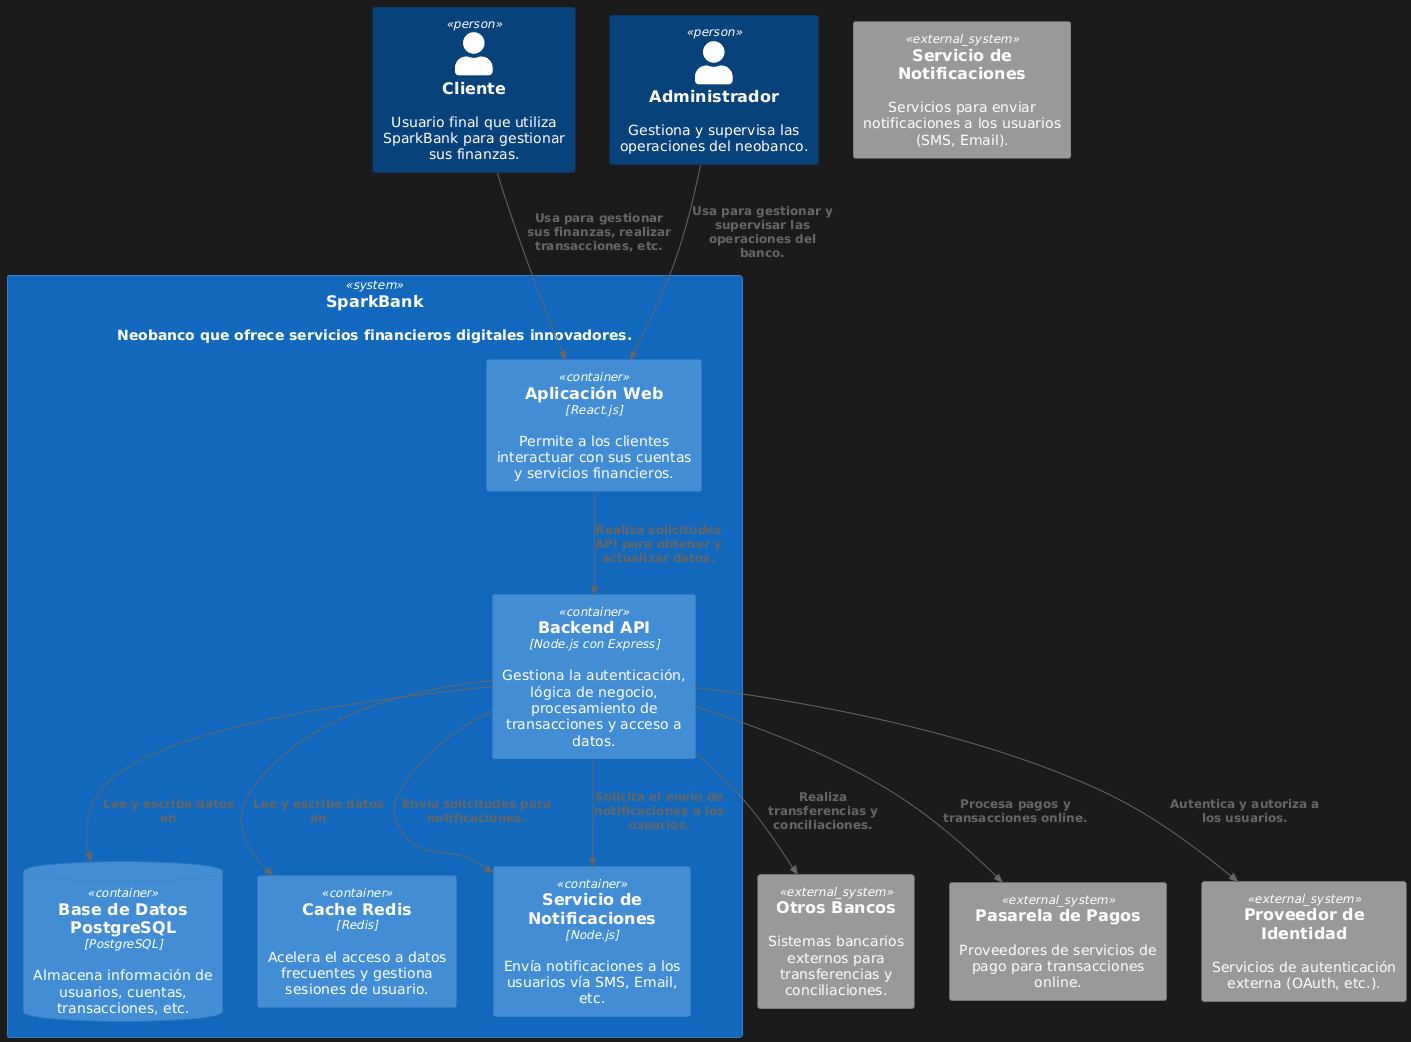 «person»
Cliente
Usuario final que utiliza
SparkBank para gestionar
sus finanzas.
«person»
Administrador
Gestiona y supervisa las
operaciones del neobanco.
«external_system»
Servicio de
Notificaciones
Servicios para enviar
notificaciones a los usuarios
(SMS, Email).
Usa para gestionar
sus finanzas, realizar
transacciones, etc.
Usa para gestionar y
supervisar las
operaciones del
banco.
«system»
SparkBank
Neobanco que ofrece servicios financieros digitales innovadores.
«container»
Aplicación Web
[React.js]
Permite a los clientes
interactuar con sus cuentas
y servicios financieros.
Realiza solicitudes
API para obtener y
actualizar datos.
«container»
Backend API
[Node.js con Express]
Gestiona la autenticación,
lógica de negocio,
procesamiento de
transacciones y acceso a
datos.
Lee y escribe datos
en
Lee y escribe datos
en
Envía solicitudes para
notificaciones.
Solicita el envío de
notificaciones a los
usuarios.
Realiza
transferencias y
conciliaciones.
Procesa pagos y
transacciones online.
Autentica y autoriza a
los usuarios.
«container»
Base de Datos
PostgreSQL
[PostgreSQL]
Almacena información de
usuarios, cuentas,
transacciones, etc.
«container»
Cache Redis
[Redis]
Acelera el acceso a datos
frecuentes y gestiona
sesiones de usuario.
«container»
Servicio de
Notificaciones
[Node.js]
Envía notificaciones a los
usuarios vía SMS, Email,
etc.
«external_system»
Otros Bancos
Sistemas bancarios
externos para
transferencias y
conciliaciones.
«external_system»
Pasarela de Pagos
Proveedores de servicios de
pago para transacciones
online.
«external_system»
Proveedor de
Identidad
Servicios de autenticación
externa (OAuth, etc.).